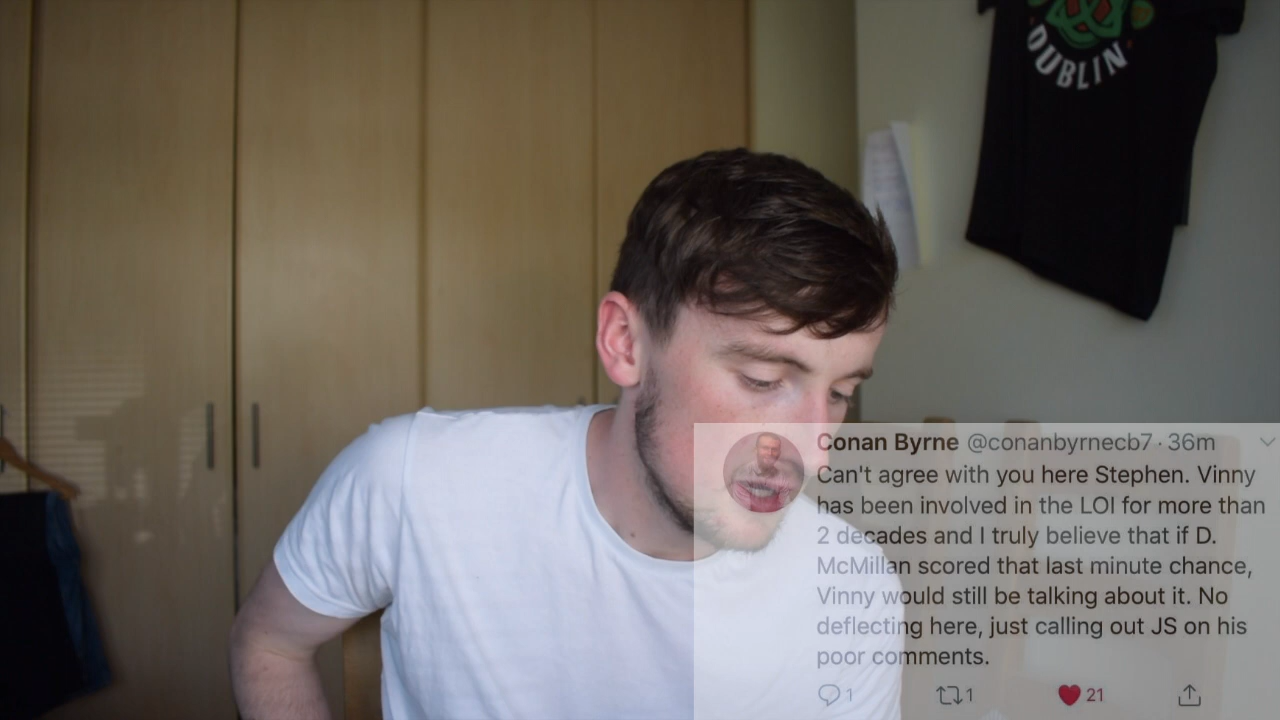 DUBLIN
Conan Byrne @conanbyrnecb7 · 36m
Can't agree with you here Stephen. Vinny
has been involved in the LOI for more than
2 decades and I truly believe that if D.
McMillan scored that last minute chance,
Vinny would still be talking about it. No
deflecting here, just calling out JS on his
poor comments.
1 1 21